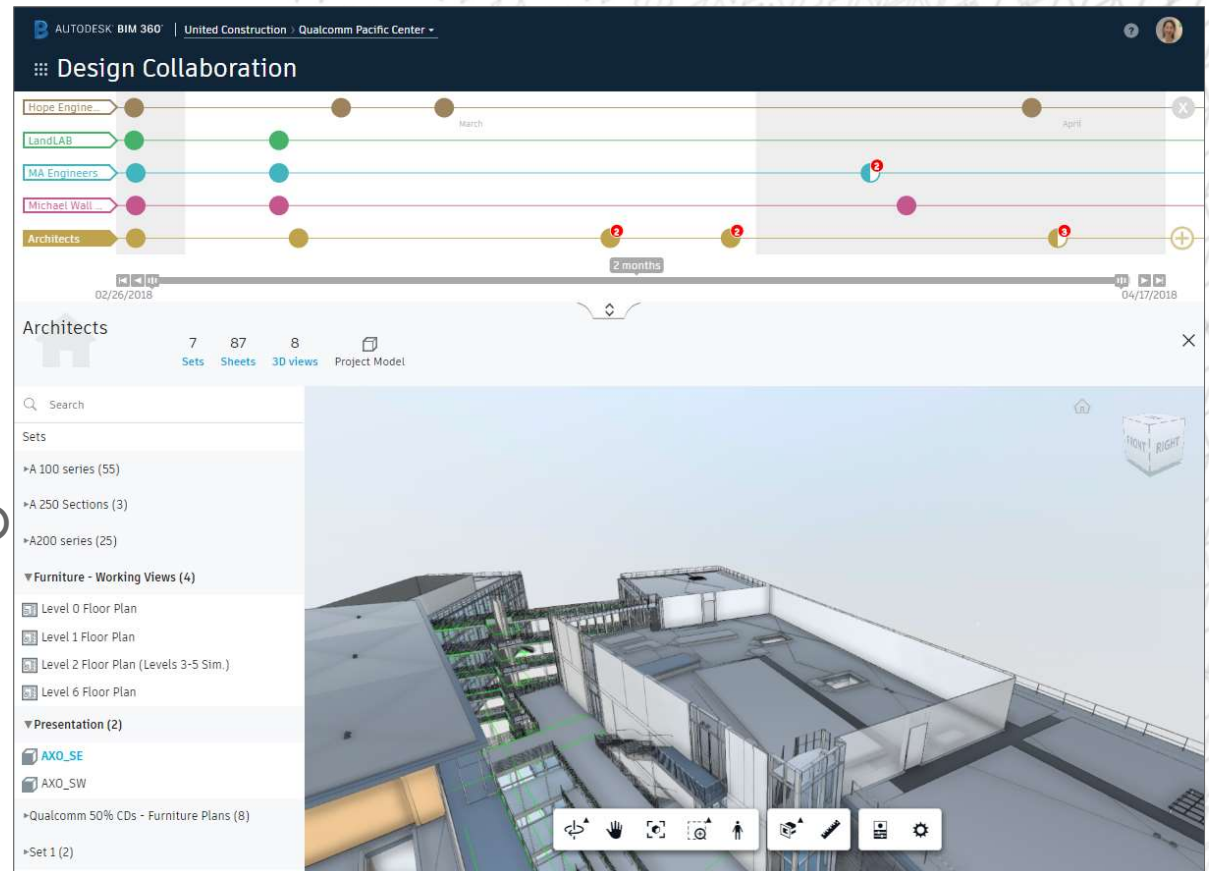 AUTODESK® BIM 360® | United Construction > Qualcomm Pacific Center
Design Collaboration
Hope Engine...
March
April
X
LandLAB
MA Engineers
2
Michael Wall ...
Architects
2
2
3
2 months
02/26/2018
04/17/2018
Architects
7 87 8
Sets Sheets 3D views Project Model
Search
Sets
A 100 series (55)
A 250 Sections (3)
A200 series (25)
Furniture - Working Views (4)
Level 0 Floor Plan
Level 1 Floor Plan
Level 2 Floor Plan (Levels 3-5 Sim.)
Level 6 Floor Plan
Presentation (2)
AXO_SE
AXO_SW
Qualcomm 50% CDs - Furniture Plans (8)
Set 1 (2)
FRONT RIGHT